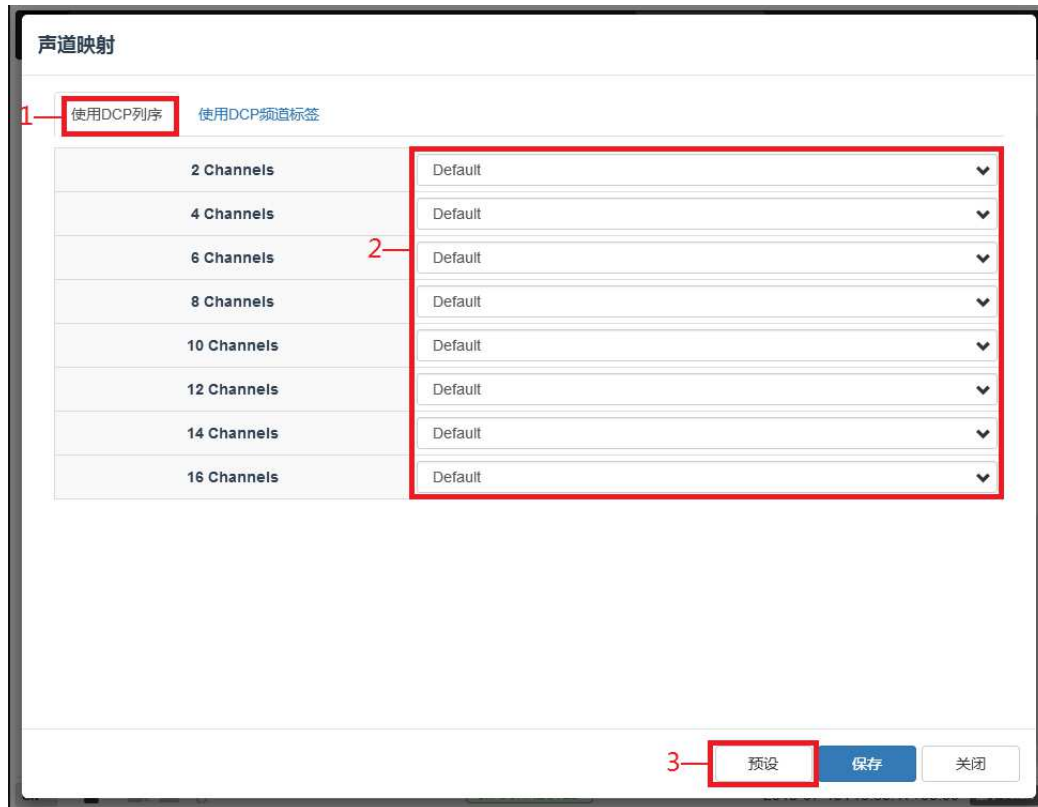 声道映射
1 使用DCP列序 使用DCP频道标签
2 Channels Default
4 Channels Default
2
6 Channels Default
8 Channels Default
10 Channels Default
12 Channels Default
14 Channels Default
16 Channels Default
3 预设 保存 关闭